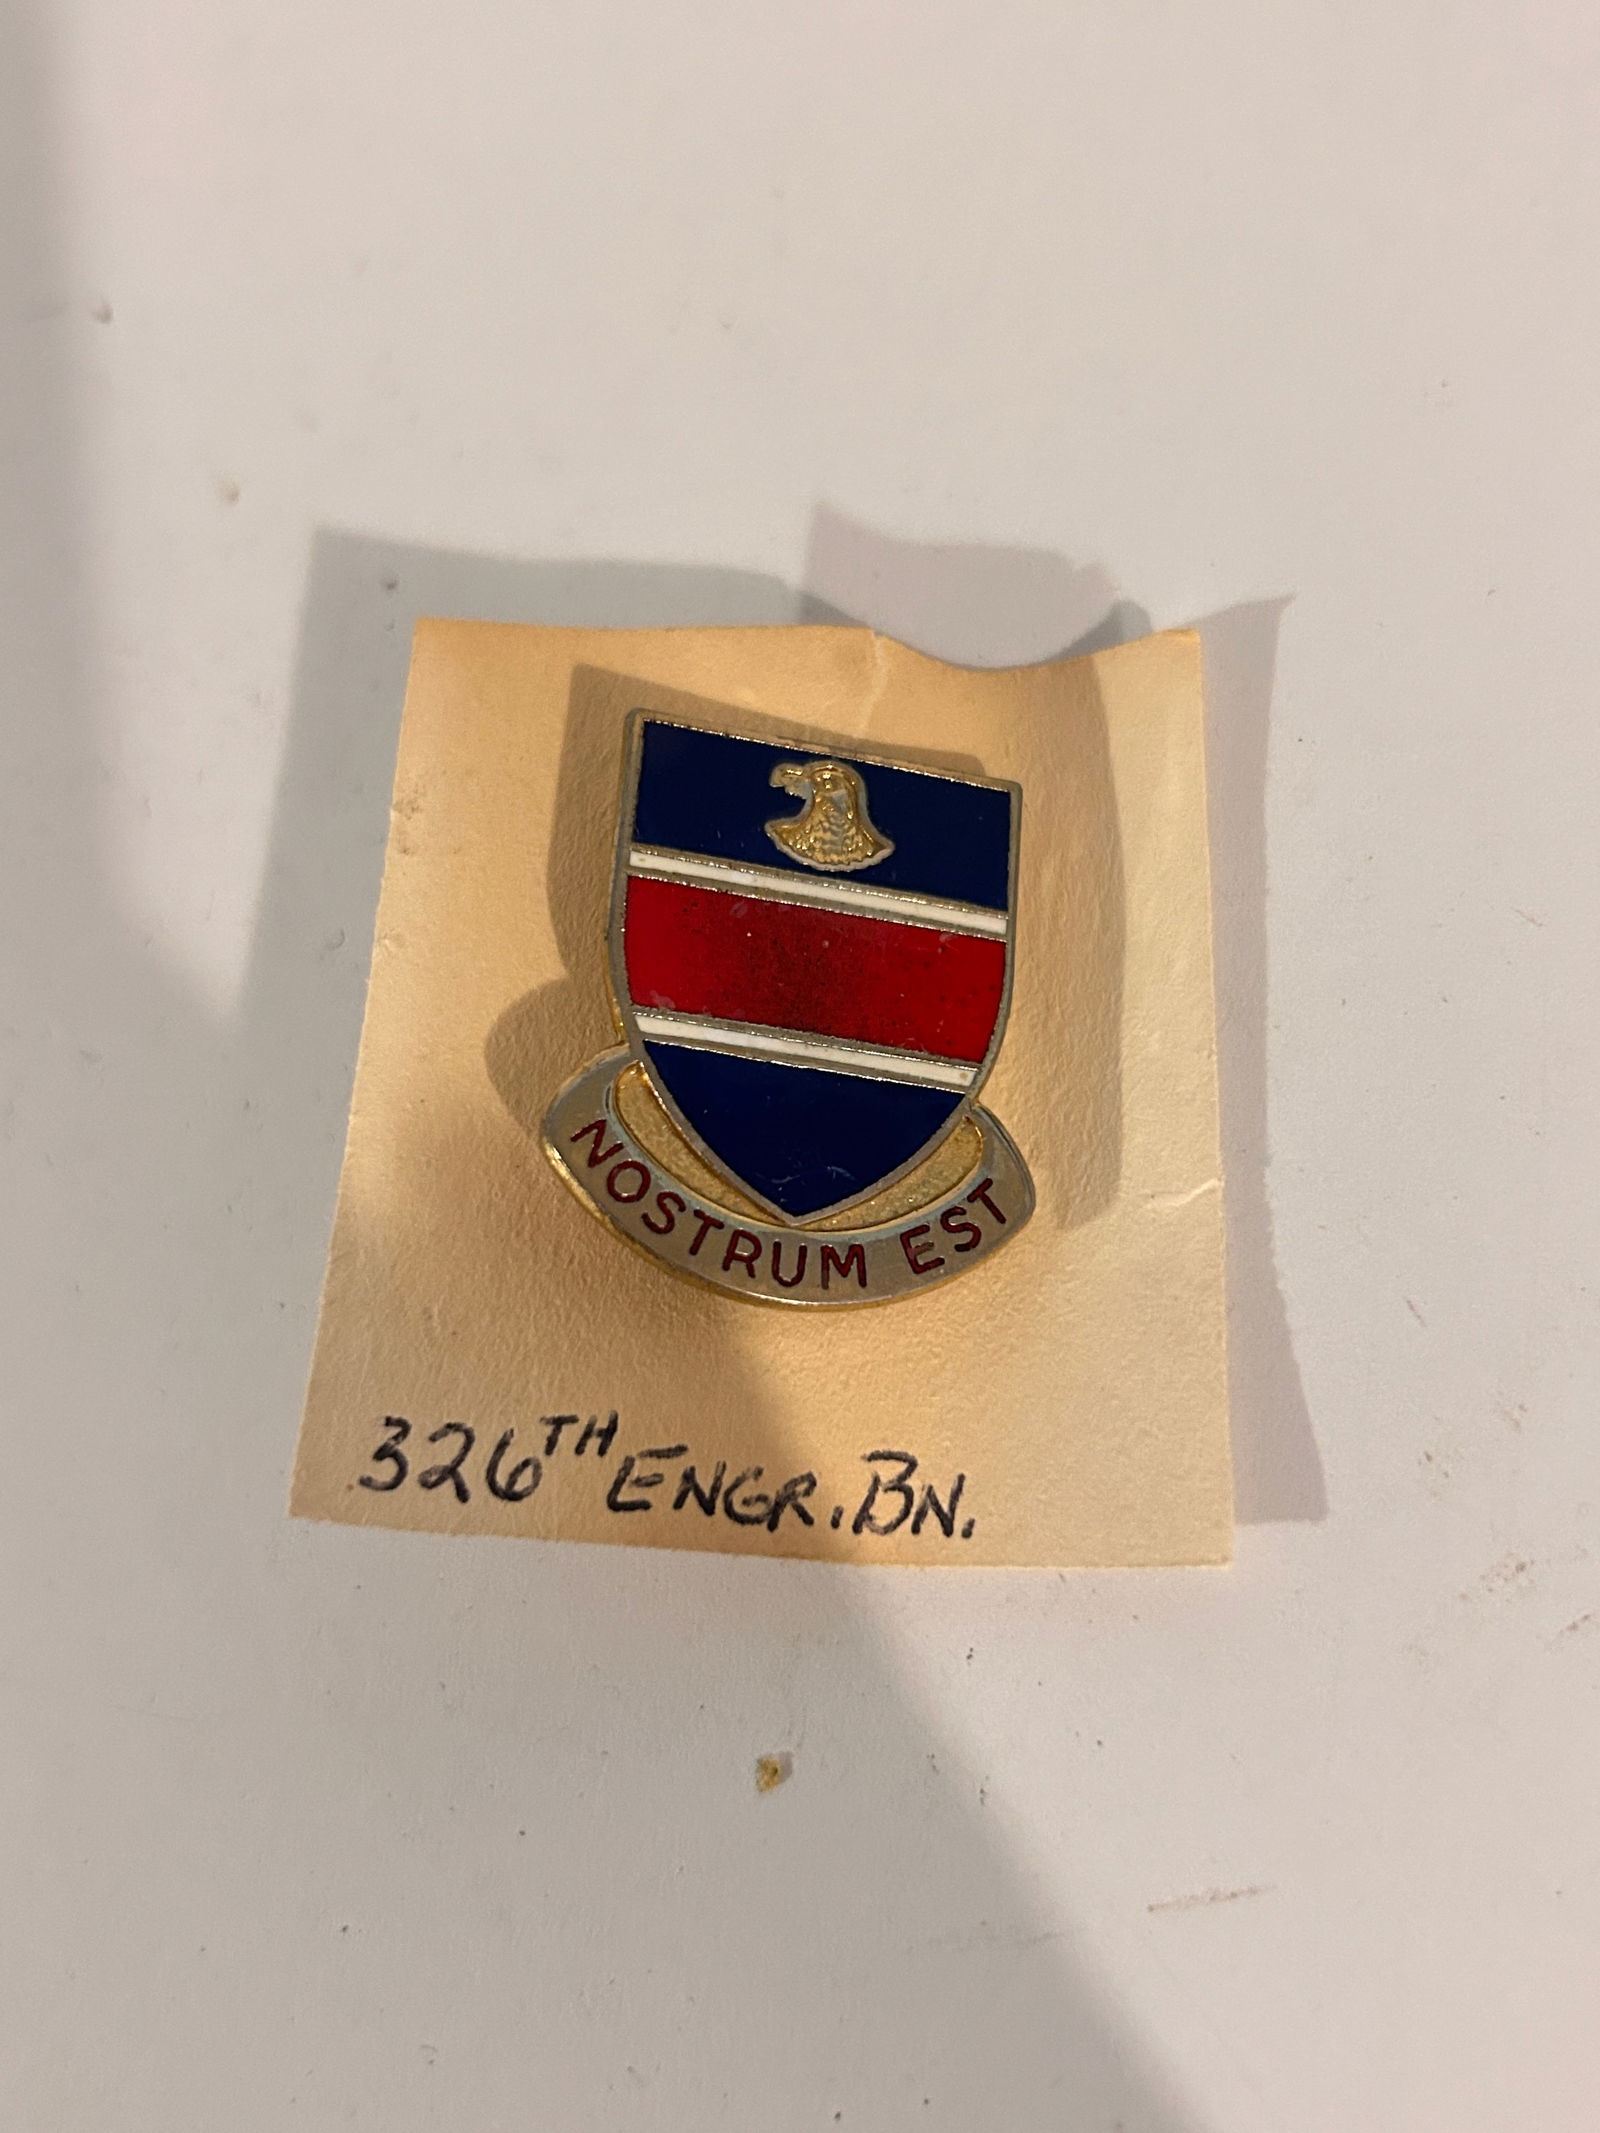 NOSTRUM EST
326TH ENGR. BN.